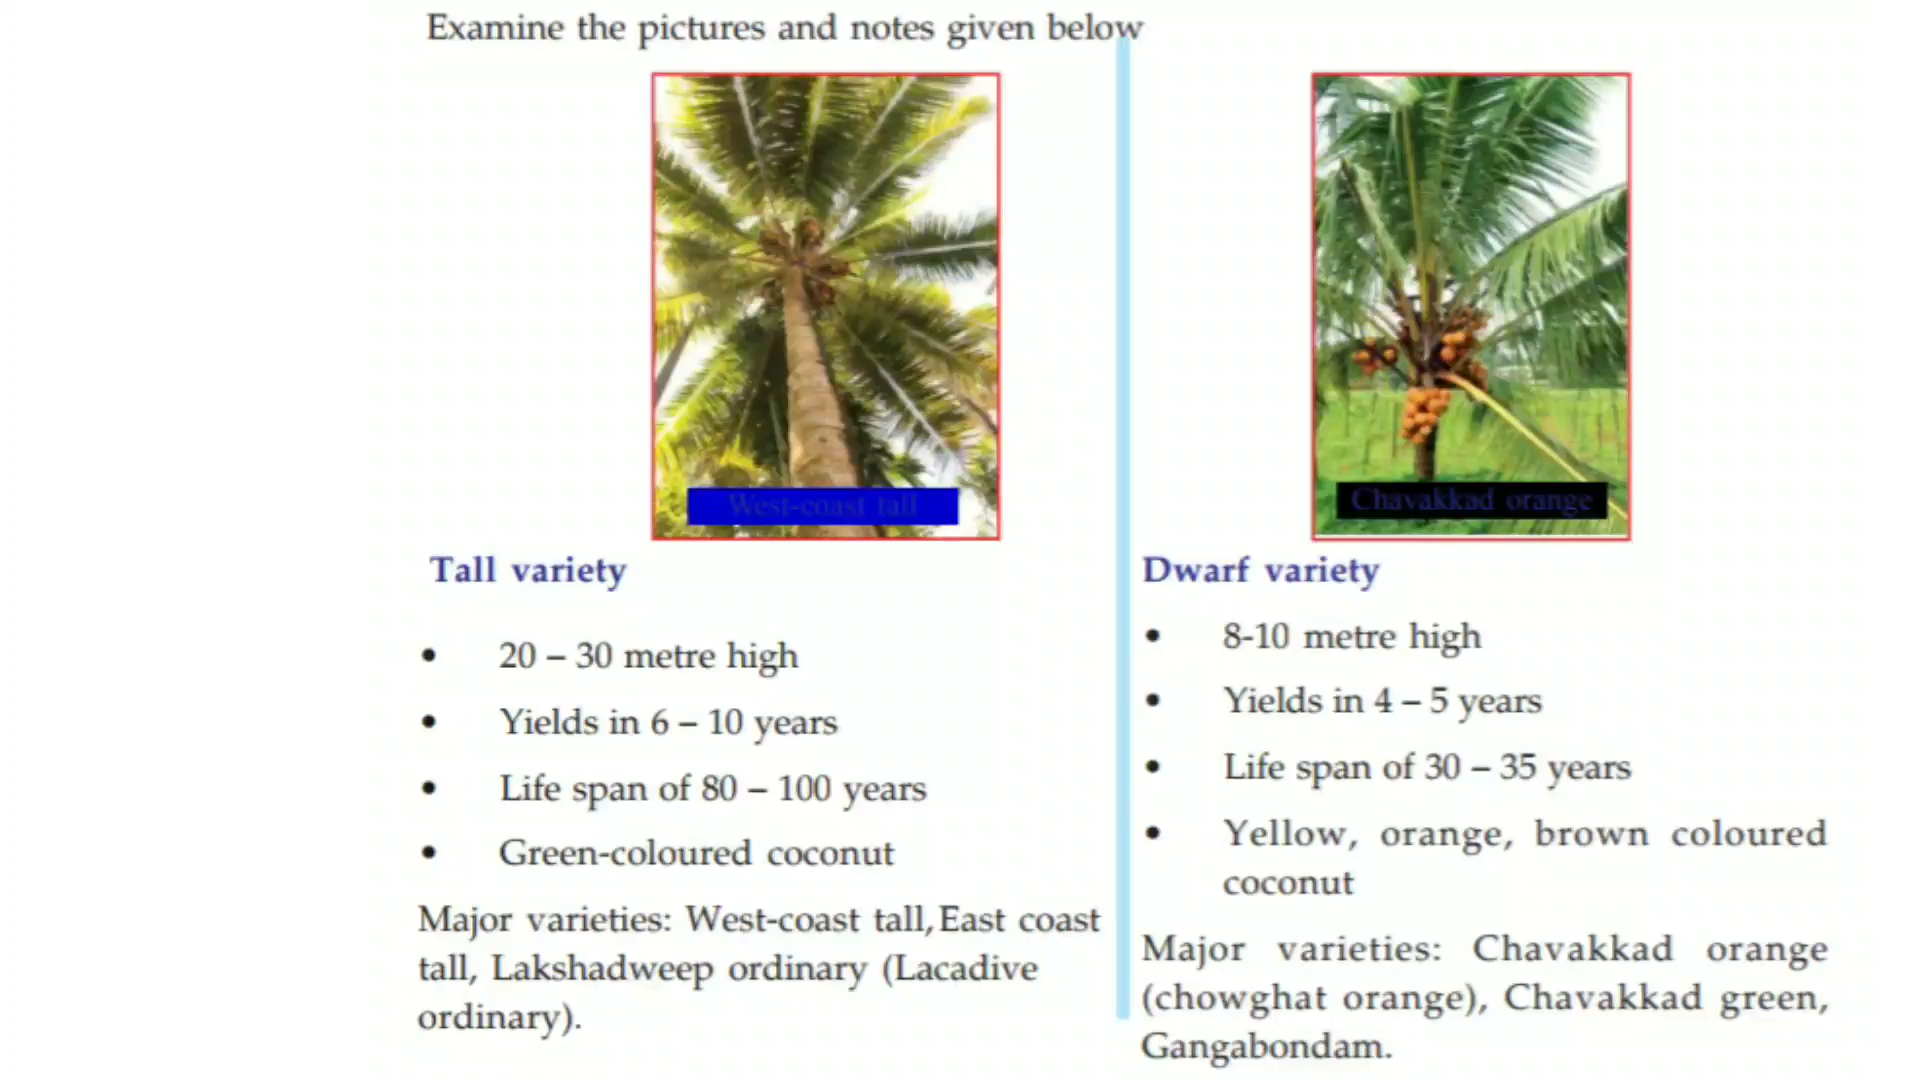 Examine the pictures and notes given below
West-coast tall
Tall variety
• 20 – 30 metre high
• Yields in 6 – 10 years
• Life span of 80 – 100 years
• Green-coloured coconut
Major varieties: West-coast tall, East coast
tall, Lakshadweep ordinary (Lacadive
ordinary).
Chavakkad orange
Dwarf variety
• 8-10 metre high
• Yields in 4 – 5 years
• Life span of 30 – 35 years
• Yellow, orange, brown coloured
coconut
Major varieties: Chavakkad orange
(chowghat orange), Chavakkad green,
Gangabondam.